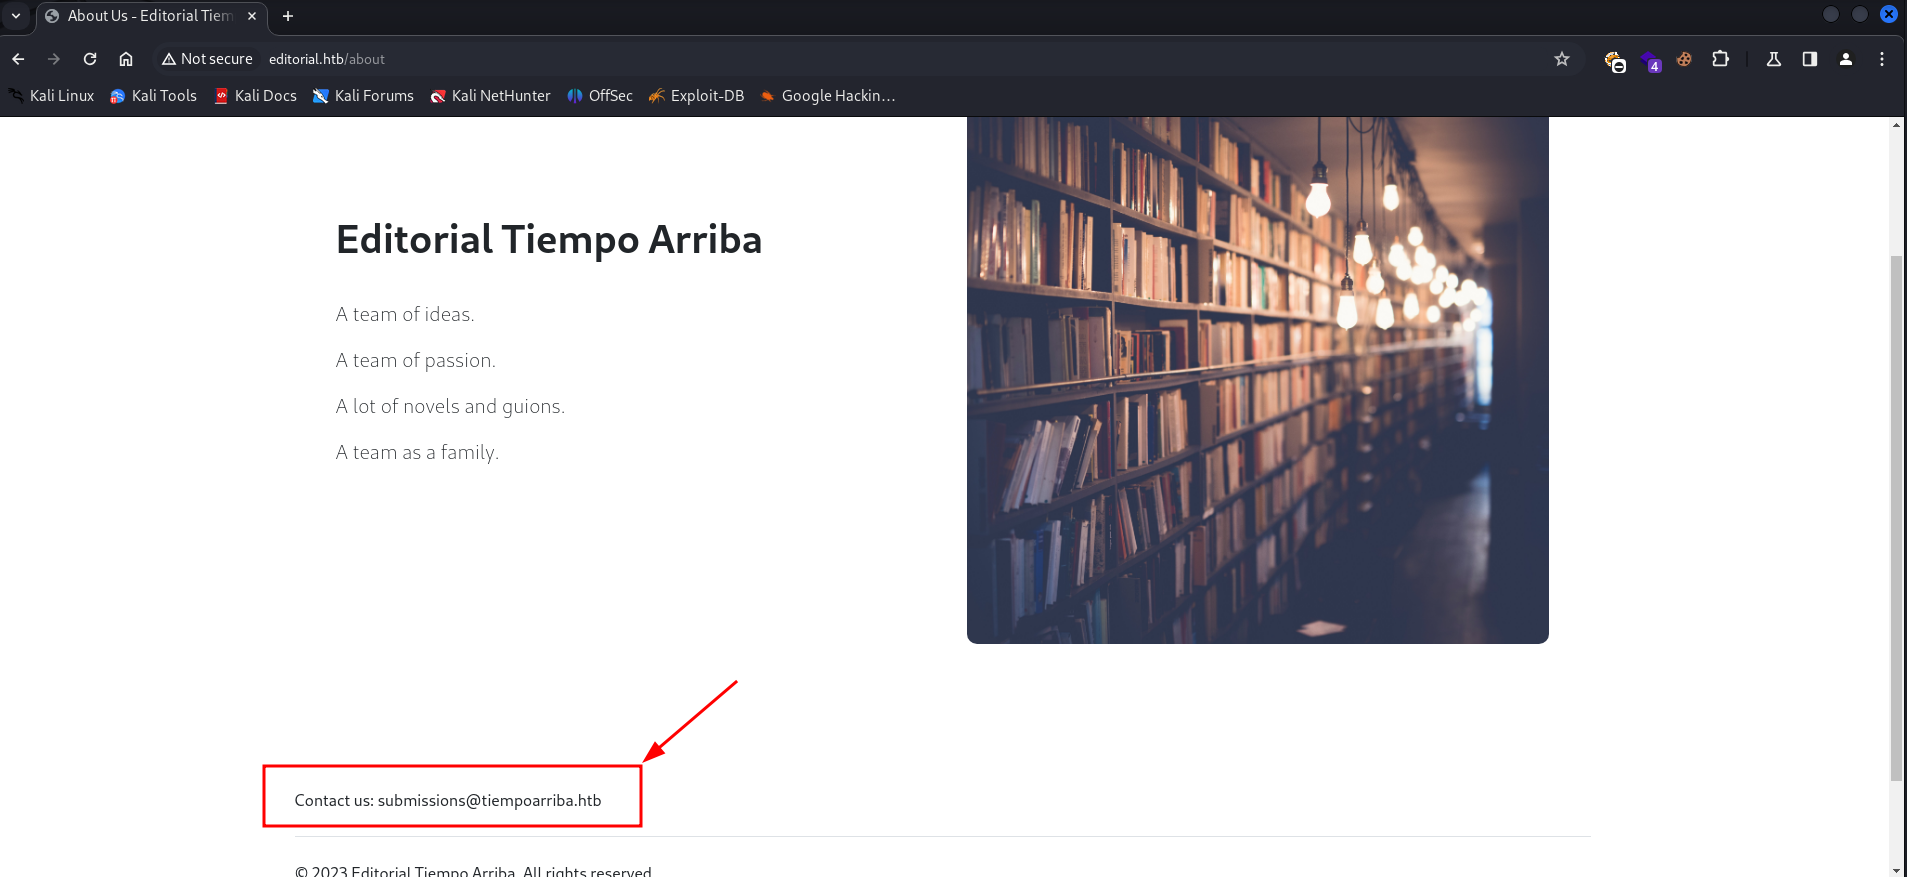 About Us - Editorial Tiem
Not secure editorial.htb/about
4
Kali Linux Kali Tools Kali Docs Kali Forums Kali NetHunter OffSec Exploit-DB Google Hackin…
Editorial Tiempo Arriba
A team of ideas.
A team of passion.
A lot of novels and guions.
A team as a family.
Contact us: submissions@tiempoarriba.htb
© 2023 Editorial Tiempo Arriba. All rights reserved.